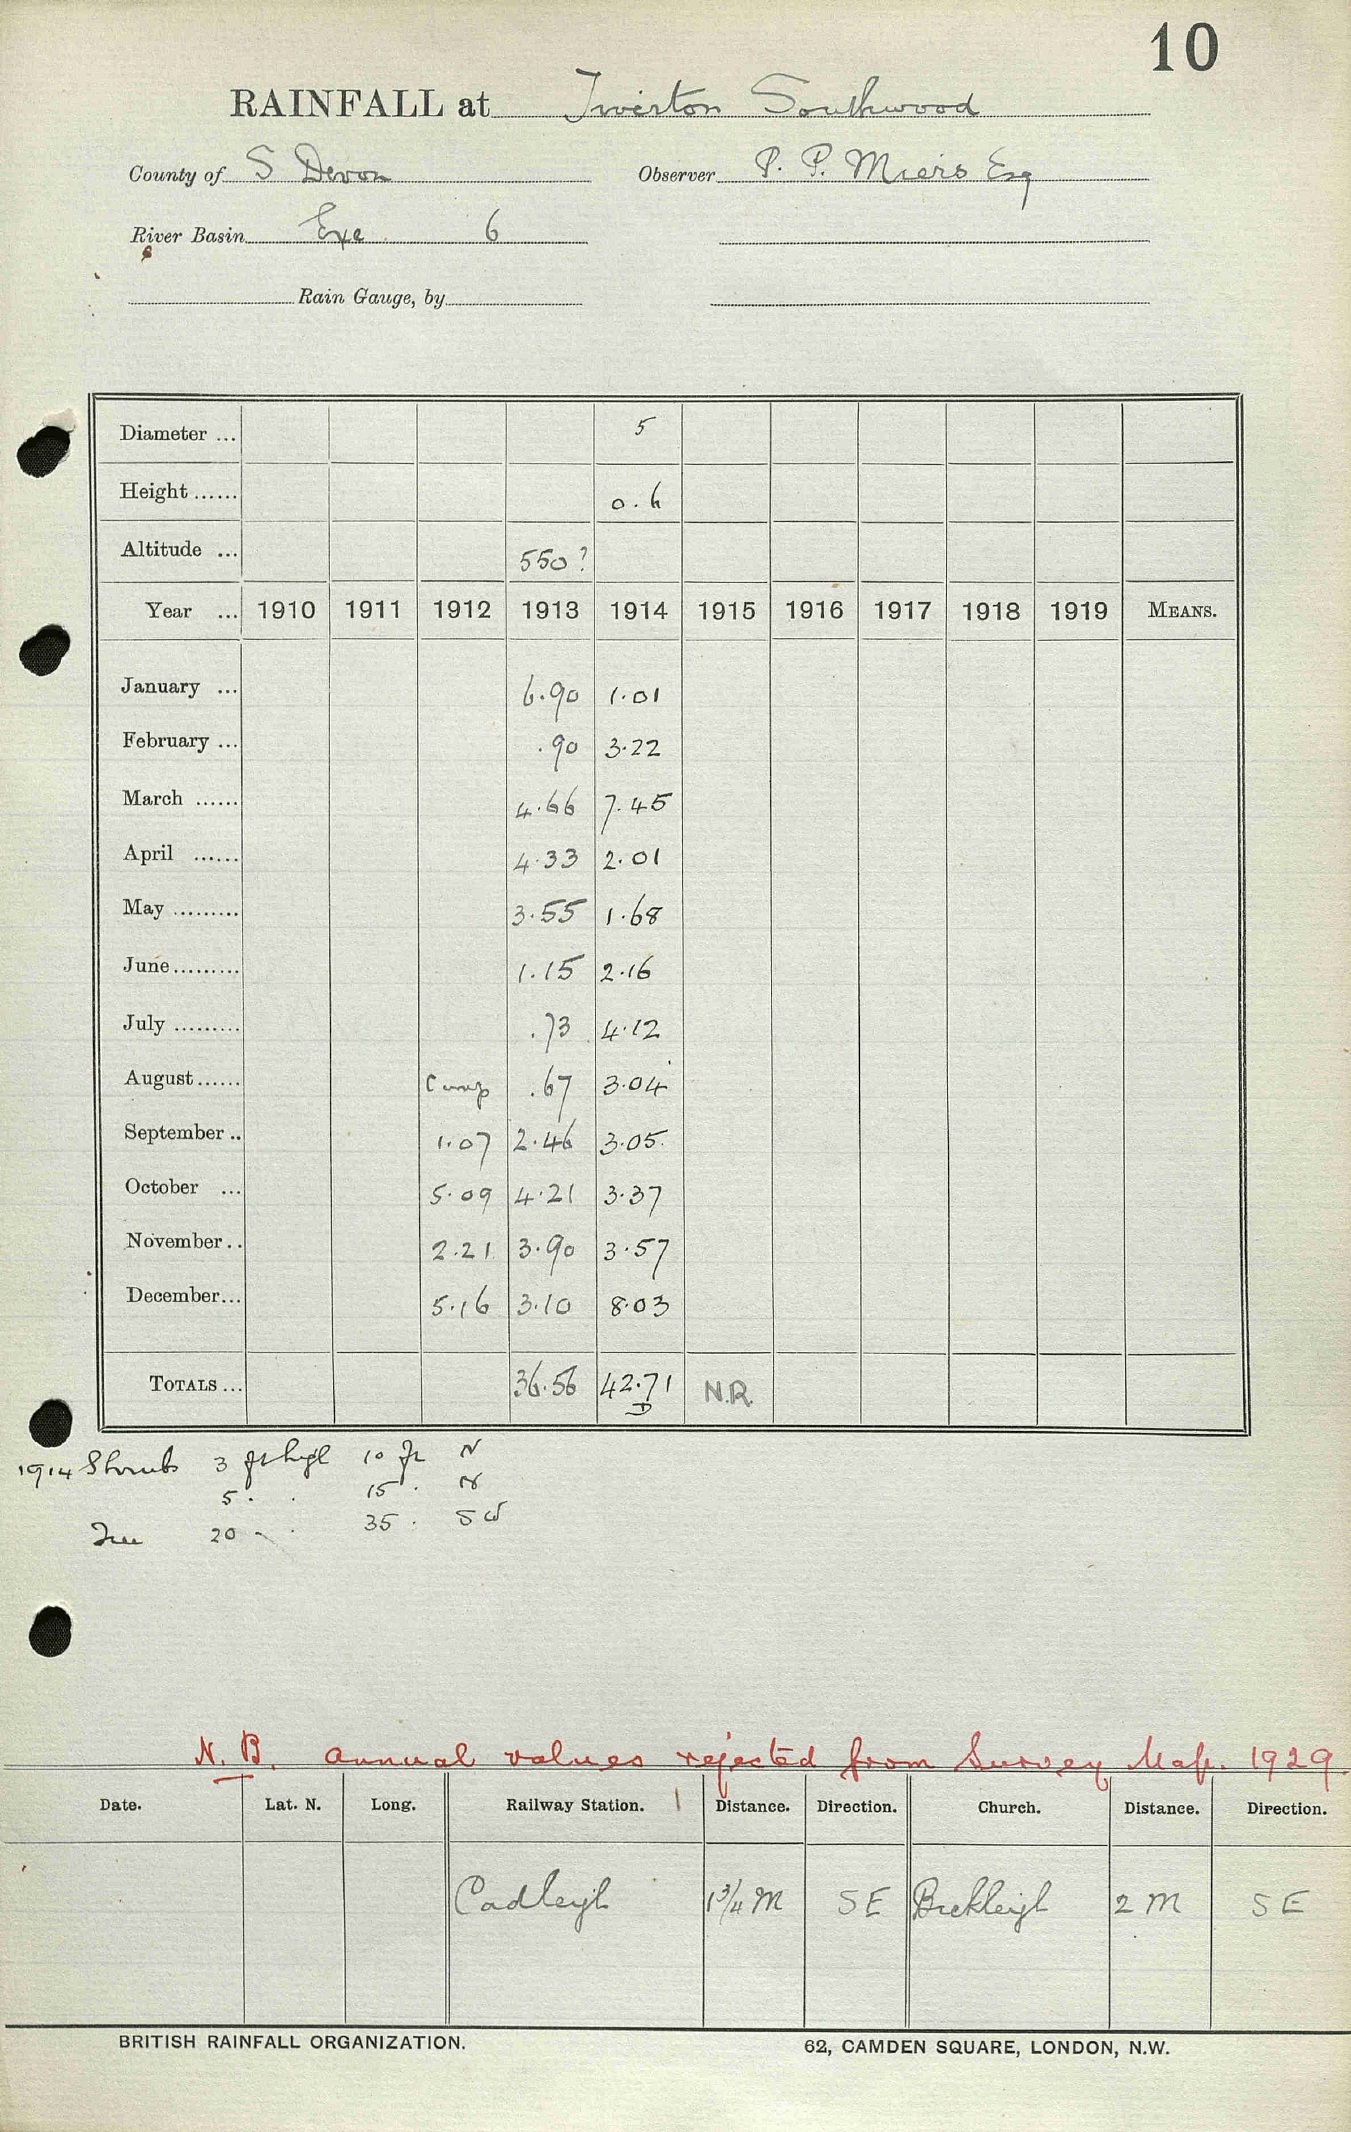 10
RAINFALL at Tiverton Southwood
County of S Devon Observer P. P. Miers Esq
River Basin Exe 6
Rain Gauge, by
Diameter ... 5
Height ...... 0.6
Altitude ... 550?
Year ... 1910 1911 1912 1913 1914 1915 1916 1917 1918 1919 MEANS.
January ... 6.90 1.01
February ... .90 3.22
March ...... 4.66 7.45
April ...... 4.33 2.01
May ......... 3.55 1.68
June ......... 1.15 2.16
July ......... .73 4.12
August ...... .67 3.04
September .. 1.07 2.46 3.05
October ... 5.09 4.21 3.37
November .. 2.21 3.90 3.57
December ... 5.16 3.10 8.03
TOTALS ... 36.56 42.71 N.R.
D
1914 Shrubs 3 ft high 10 ft N
5 . . 15 . N
Tree 20 . . 35 . SW
N.B. Annual values rejected from Survey Map. 1929.
Date. Lat. N. Long. Railway Station. Distance. Direction. Church. Distance. Direction.
Cadleigh 1 3/4 M SE Bickleigh 2 M SE
BRITISH RAINFALL ORGANIZATION. 62, CAMDEN SQUARE, LONDON, N.W.